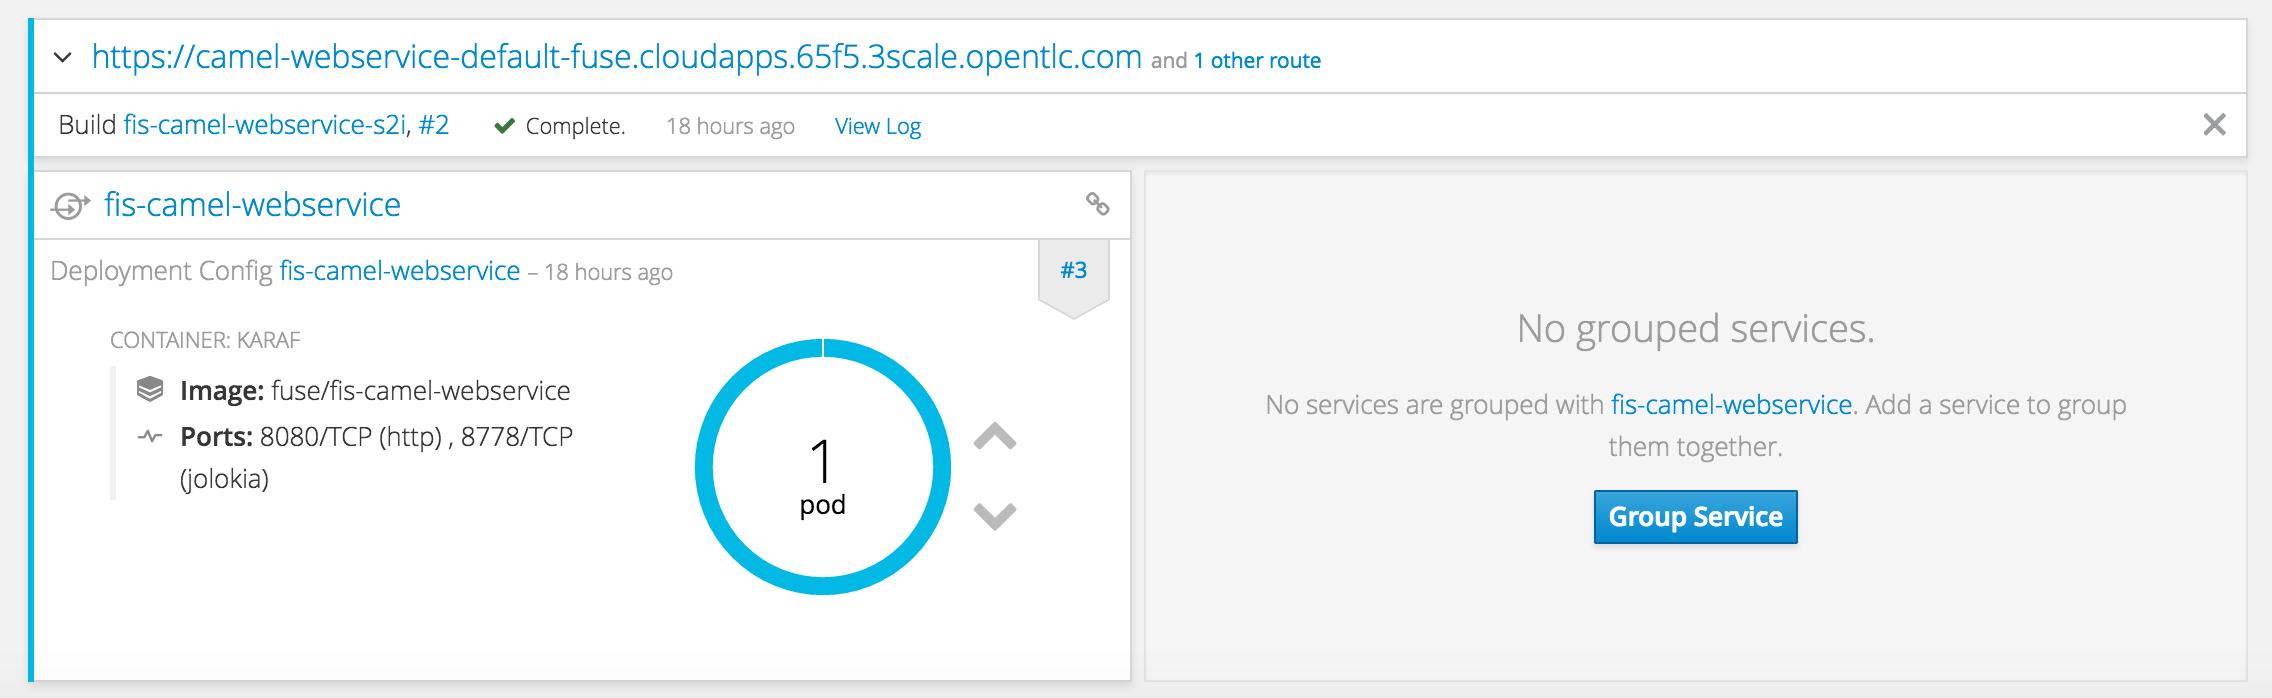 https://camel-webservice-default-fuse.cloudapps.65f5.3scale.opentlc.com and 1 other route
Build fis-camel-webservice-s2i, #2 Complete. 18 hours ago View Log
fis-camel-webservice
Deployment Config fis-camel-webservice – 18 hours ago
#3
CONTAINER: KARAF
Image: fuse/fis-camel-webservice
Ports: 8080/TCP (http) , 8778/TCP
(jolokia)
1
pod
No grouped services.
No services are grouped with fis-camel-webservice. Add a service to group
them together.
Group Service